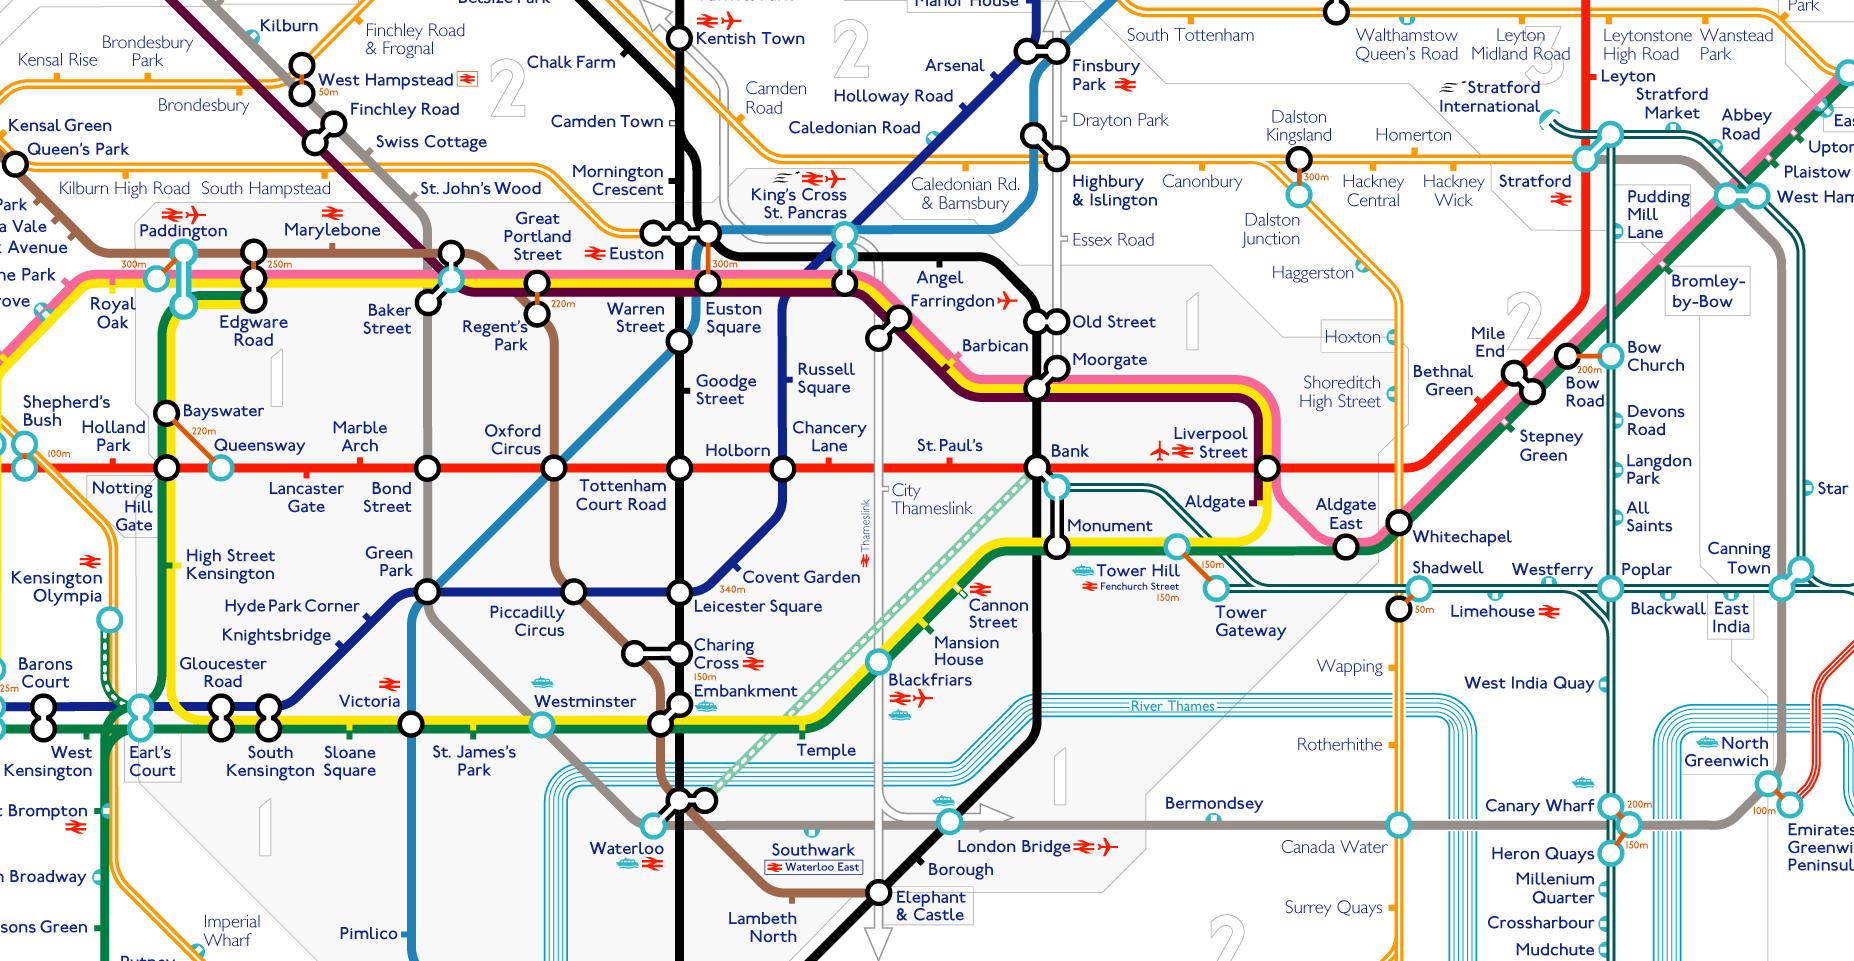 Belsize Park
Manor House
Park
Kilburn
Finchley Road
& Frognal
Kentish Town
2
South Tottenham
Walthamstow
Queen's Road
Leyton
Midland Road
3
Leytonstone
High Road
Wanstead
Park
Brondesbury
Park
Kensal Rise
Chalk Farm
Arsenal
Finsbury
Park
Leyton
West Hampstead
50m
2
Brondesbury
Finchley Road
Camden
Road
Holloway Road
Stratford
International
Stratford
Market
Abbey
Road
Kensal Green
Queen's Park
Swiss Cottage
Camden Town
Caledonian Road
Drayton Park
Dalston
Kingsland
Homerton
Upton
Plaistow
Kilburn High Road
South Hampstead
St. John's Wood
Mornington
Crescent
King's Cross
St. Pancras
Caledonian Rd.
& Barnsbury
Highbury
& Islington
Canonbury
300m
Hackney
Central
Hackney
Wick
Stratford
Pudding
Mill
Lane
West Ham
Park
a Vale
Avenue
Paddington
Marylebone
Great
Portland
Street
Euston
Essex Road
Dalston
Junction
Haggerston
ne Park
rove
300m
250m
300m
Angel
Bromley-
by-Bow
Royal
Oak
Edgware
Road
Baker
Street
220m
Regent's
Park
Warren
Street
Euston
Square
Farringdon
Old Street
1
Hoxton
2
Mile
End
Barbican
Moorgate
Bow
Church
1
Goodge
Street
Russell
Square
Shoreditch
High Street
Bethnal
Green
200m
Bow
Road
Shepherd's
Bush
Bayswater
220m
Holland
Park
Queensway
Marble
Arch
Oxford
Circus
Holborn
Chancery
Lane
St. Paul's
Bank
Liverpool
Street
Stepney
Green
Devons
Road
100m
Notting
Hill
Gate
Lancaster
Gate
Bond
Street
Tottenham
Court Road
City
Thameslink
Thameslink
Aldgate
Aldgate
East
Langdon
Park
Star
All
Saints
Monument
Whitechapel
High Street
Kensington
Green
Park
Covent Garden
340m
Tower Hill
Fenchurch Street
150m
150m
Canning
Town
Kensington
Olympia
Hyde Park Corner
Knightsbridge
Piccadilly
Circus
Leicester Square
Cannon
Street
Mansion
House
Tower
Gateway
Shadwell
50m
Westferry
Limehouse
Poplar
Blackwall
East
India
Charing
Cross
150m
Embankment
Blackfriars
Wapping
Barons
Court
25m
Gloucester
Road
Victoria
Westminster
River Thames
West India Quay
West
Kensington
Earl's
Court
South
Kensington
Sloane
Square
St. James's
Park
Temple
Rotherhithe
North
Greenwich
1
1
t Brompton
Waterloo
Southwark
Waterloo East
London Bridge
Bermondsey
Canada Water
Canary Wharf
200m
150m
100m
Emirates
Greenwi
Peninsul
Heron Quays
Borough
Millenium
Quarter
n Broadway
Elephant
& Castle
Surrey Quays
Crossharbour
Lambeth
North
2
Mudchute
sons Green
Imperial
Wharf
Pimlico